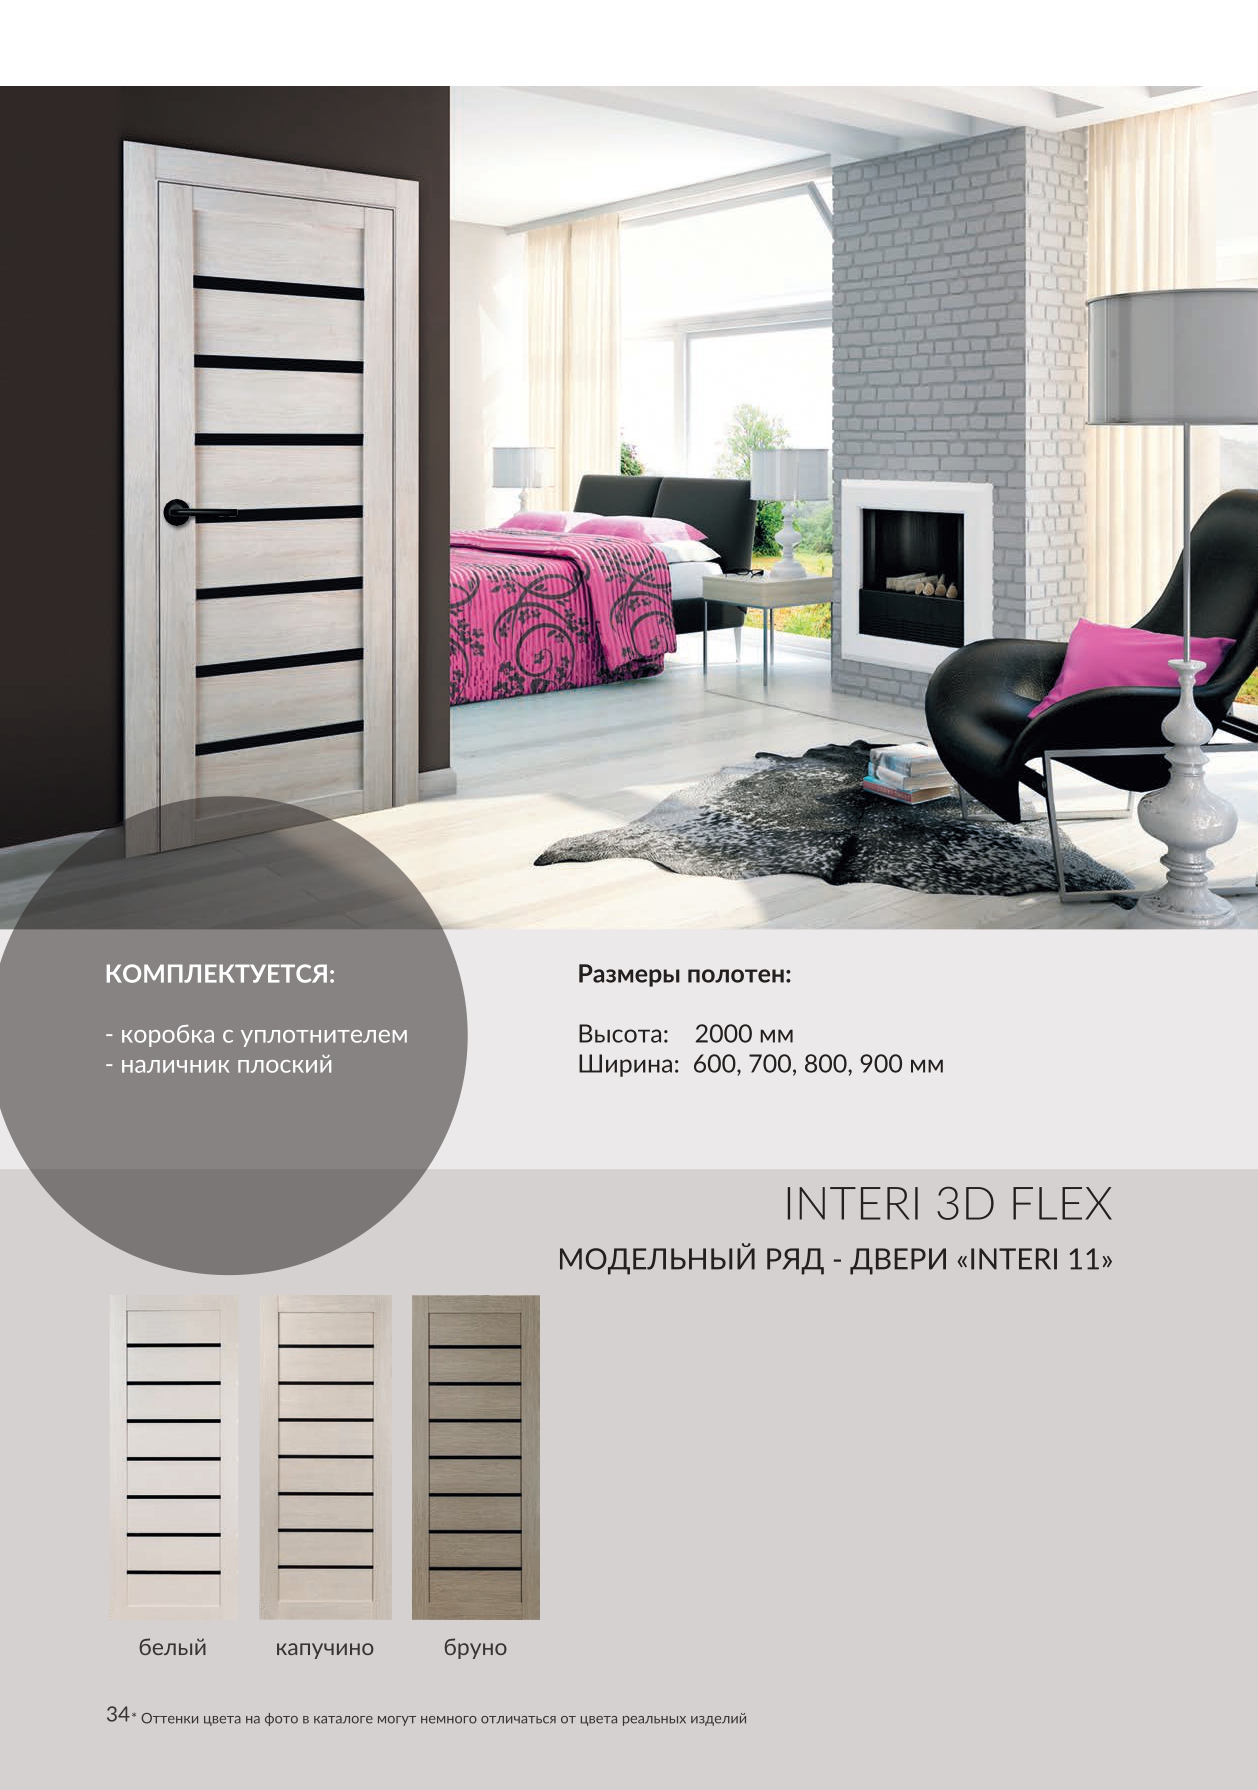 КОМПЛЕКТУЕТСЯ:
- коробка с уплотнителем
- наличник плоский
Размеры полотен:
Высота: 2000 мм
Ширина: 600, 700, 800, 900 мм
INTERI 3D FLEX
МОДЕЛЬНЫЙ РЯД - ДВЕРИ «INTERI 11»
белый
капучино
бруно
34* Оттенки цвета на фото в каталоге могут немного отличаться от цвета реальных изделий